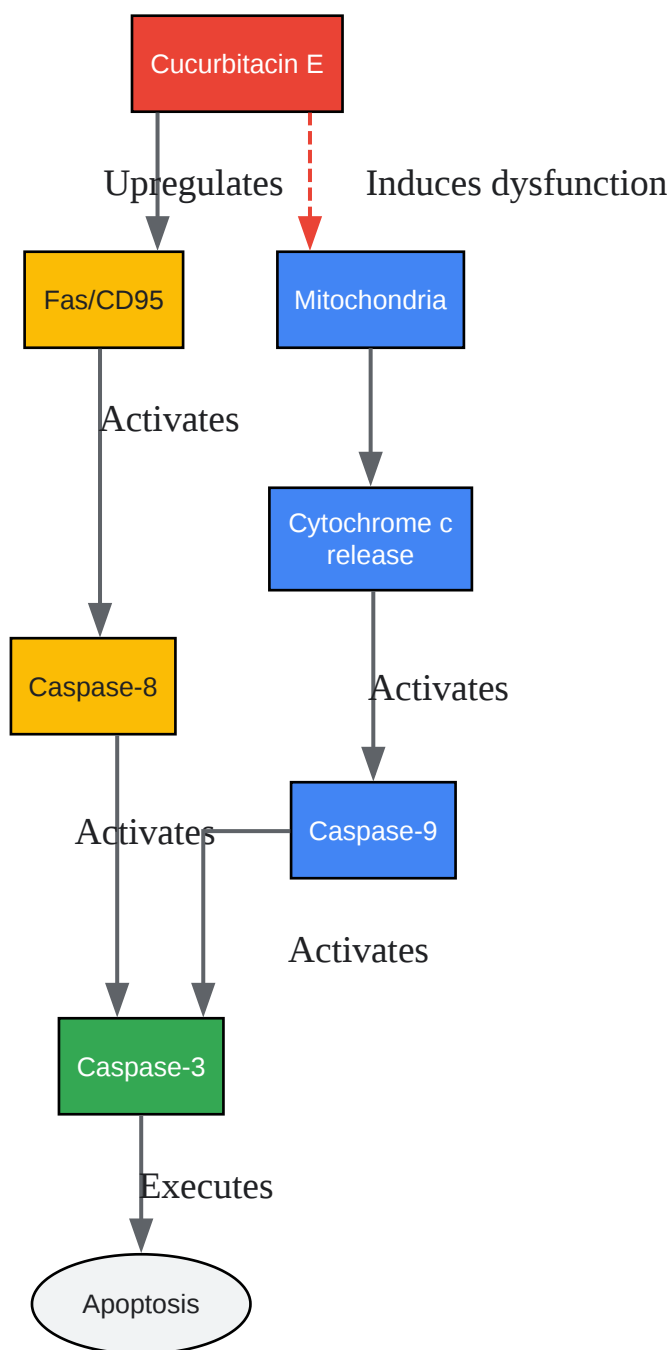 Cucurbitacin E
Upregulates
Induces dysfunction
Fas/CD95
Mitochondria
Activates
Cytochrome c
release
Caspase-8
Activates
Activates
Caspase-9
Activates
Caspase-3
Executes
Apoptosis